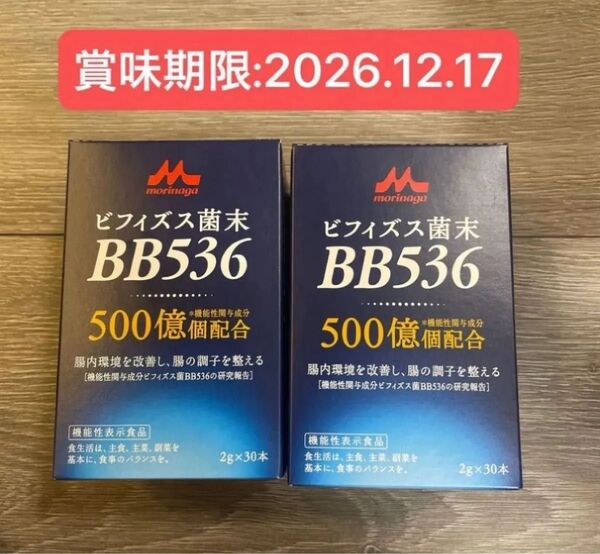 賞味期限:2026.12.17
morinaga
ビフィズス菌末
BB536
*機能性関与成分
500億個配合
腸内環境を改善し、腸の調子を整える
[機能性関与成分ビフィズス菌BB536の研究報告]
機能性表示食品
食生活は、主食、主菜、副菜を
基本に、食事のバランスを。
2g×30本
morinaga
ビフィズス菌末
BB536
*機能性関与成分
500億個配合
腸内環境を改善し、腸の調子を整える
[機能性関与成分ビフィズス菌BB536の研究報告]
機能性表示食品
食生活は、主食、主菜、副菜を
基本に、食事のバランスを。
2g×30本